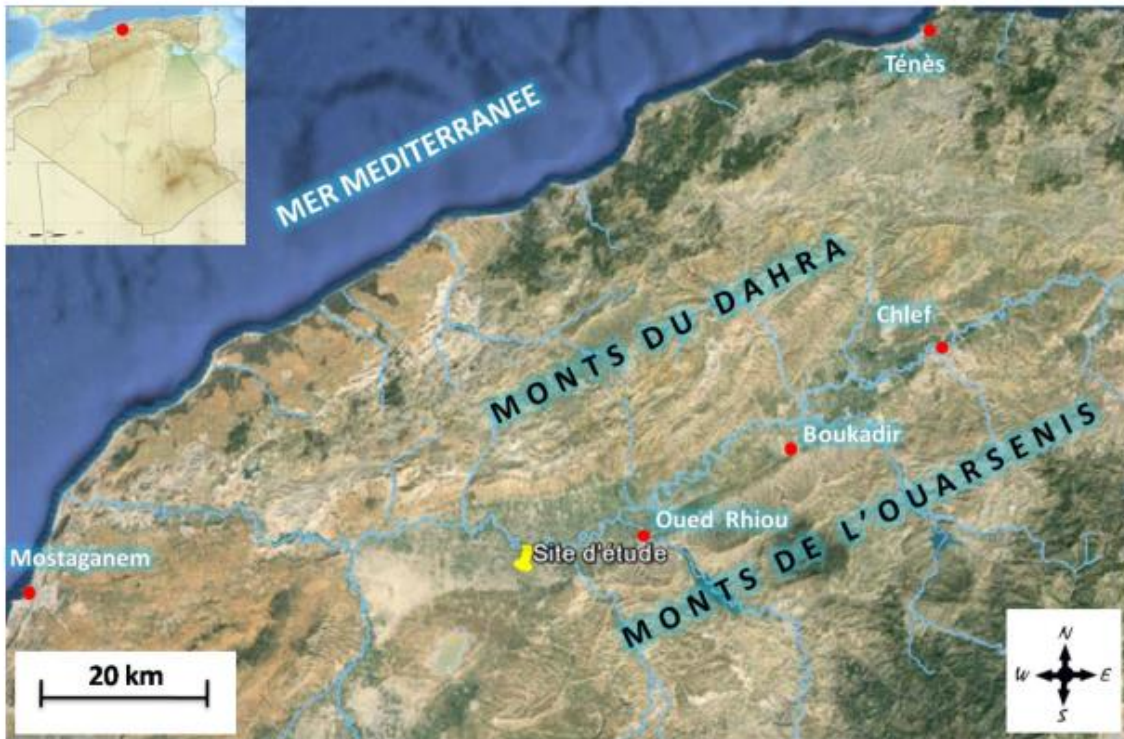 Ténès
MER MEDITERRANEE
MONTS DU DAHRA
Chlef
Boukadir
MONTS DE L'OUARSENIS
Oued Rhiou
Site d'étude
Mostaganem
20 km
N
W E
S